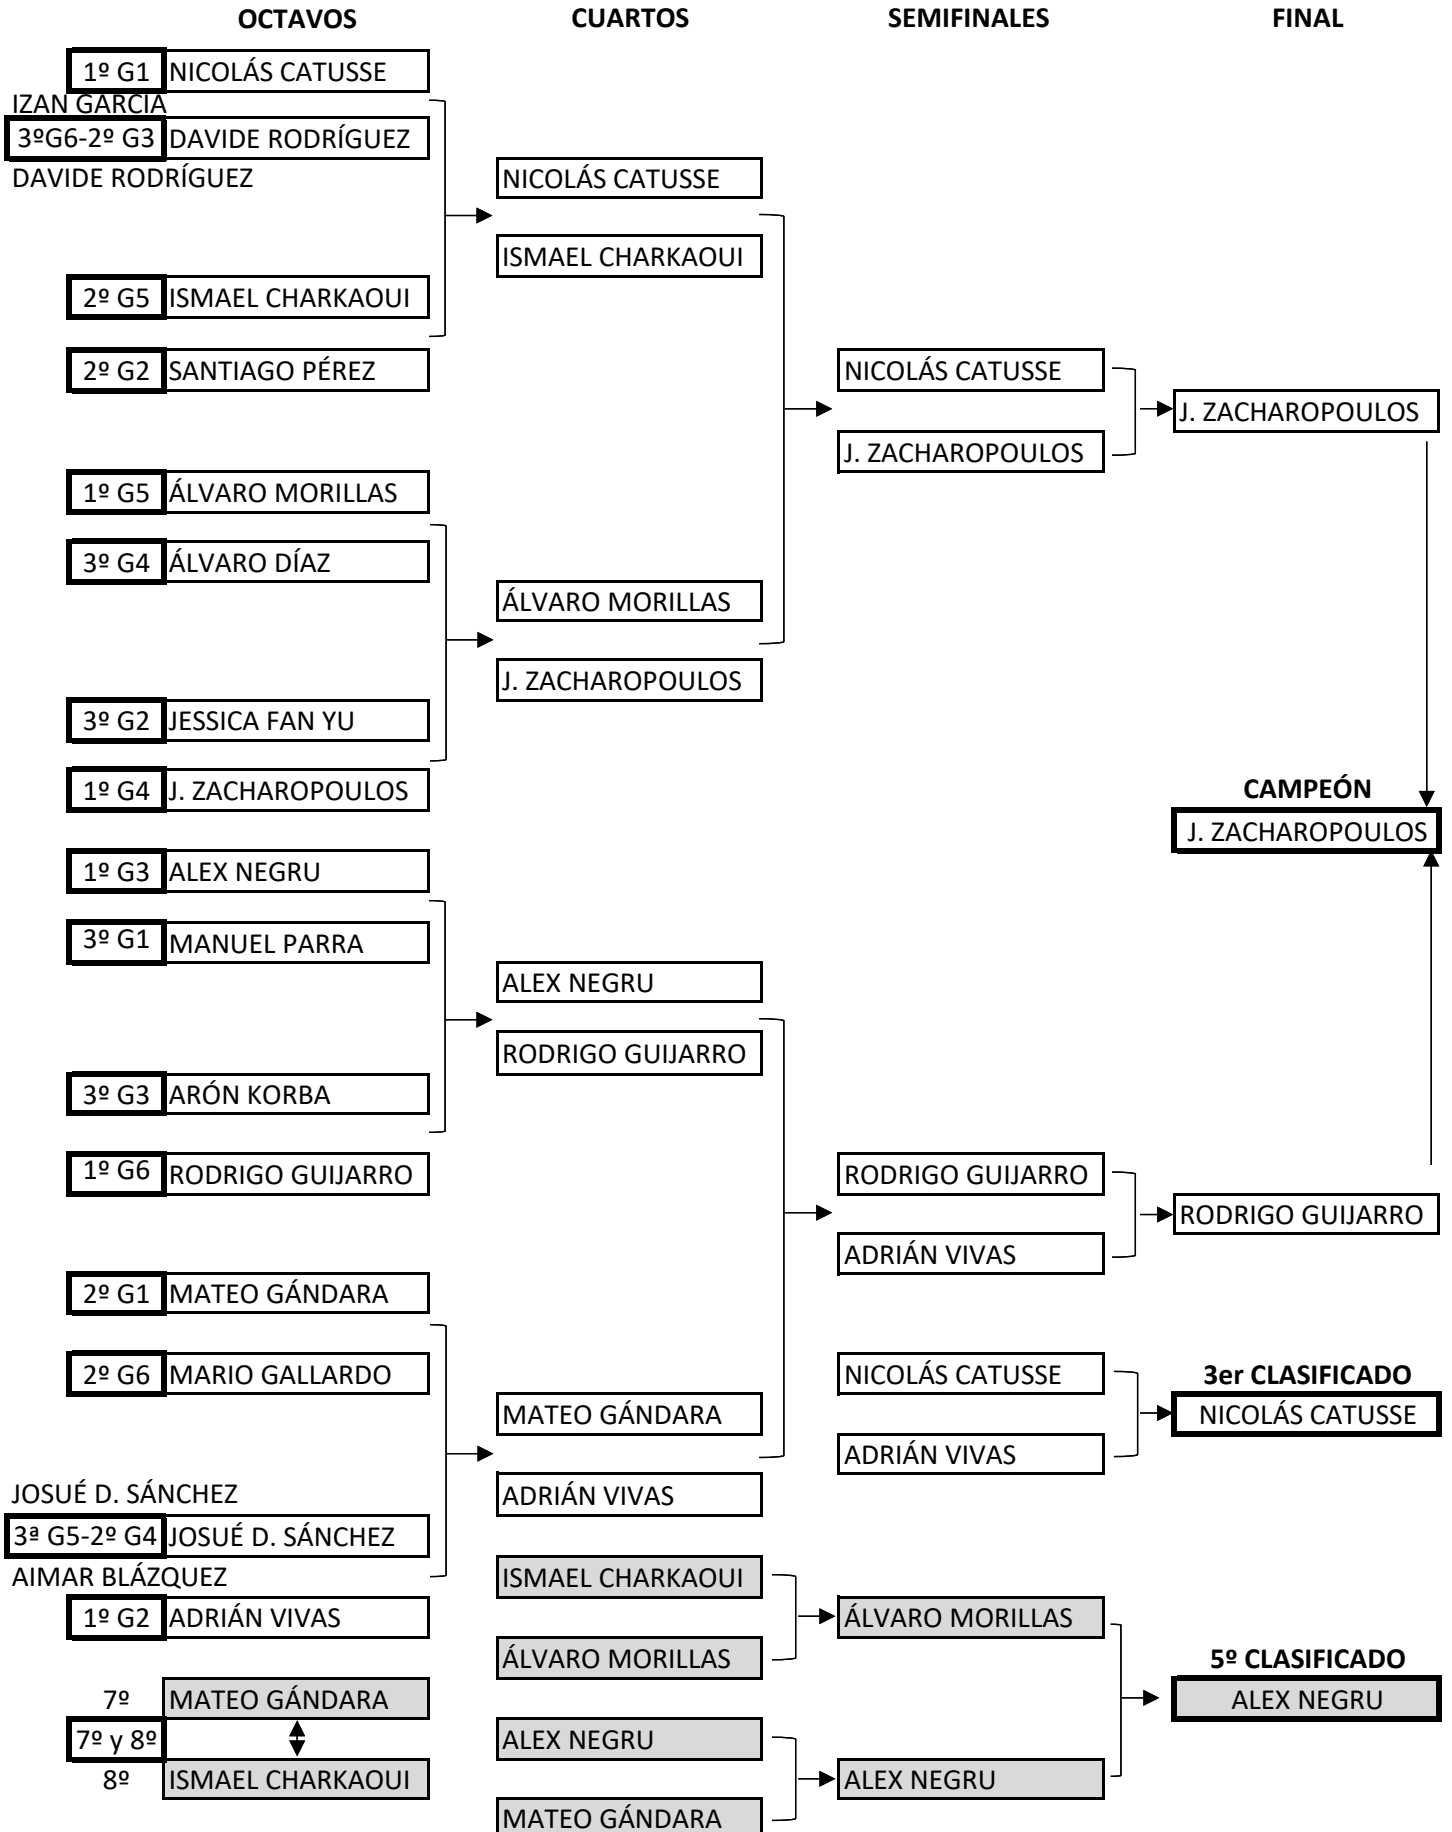 OCTAVOS CUARTOS SEMIFINALES FINAL
1º G1 NICOLÁS CATUSSE
IZAN GARCIA
3ºG6-2º G3 DAVIDE RODRÍGUEZ
DAVIDE RODRÍGUEZ
NICOLÁS CATUSSE
ISMAEL CHARKAOUI
2º G5 ISMAEL CHARKAOUI
2º G2 SANTIAGO PÉREZ
NICOLÁS CATUSSE
J. ZACHAROPOULOS
J. ZACHAROPOULOS
1º G5 ÁLVARO MORILLAS
3º G4 ÁLVARO DÍAZ
ÁLVARO MORILLAS
J. ZACHAROPOULOS
3º G2 JESSICA FAN YU
1º G4 J. ZACHAROPOULOS
CAMPEÓN
J. ZACHAROPOULOS
1º G3 ALEX NEGRU
3º G1 MANUEL PARRA
ALEX NEGRU
RODRIGO GUIJARRO
3º G3 ARÓN KORBA
1º G6 RODRIGO GUIJARRO
RODRIGO GUIJARRO
RODRIGO GUIJARRO
ADRIÁN VIVAS
2º G1 MATEO GÁNDARA
2º G6 MARIO GALLARDO
NICOLÁS CATUSSE
3er CLASIFICADO
NICOLÁS CATUSSE
MATEO GÁNDARA
ADRIÁN VIVAS
ADRIÁN VIVAS
JOSUÉ D. SÁNCHEZ
3ª G5-2º G4 JOSUÉ D. SÁNCHEZ
AIMAR BLÁZQUEZ
ISMAEL CHARKAOUI
1º G2 ADRIÁN VIVAS
ÁLVARO MORILLAS
ÁLVARO MORILLAS
5º CLASIFICADO
7º MATEO GÁNDARA
ALEX NEGRU
7º y 8º
ALEX NEGRU
8º ISMAEL CHARKAOUI
ALEX NEGRU
MATEO GÁNDARA